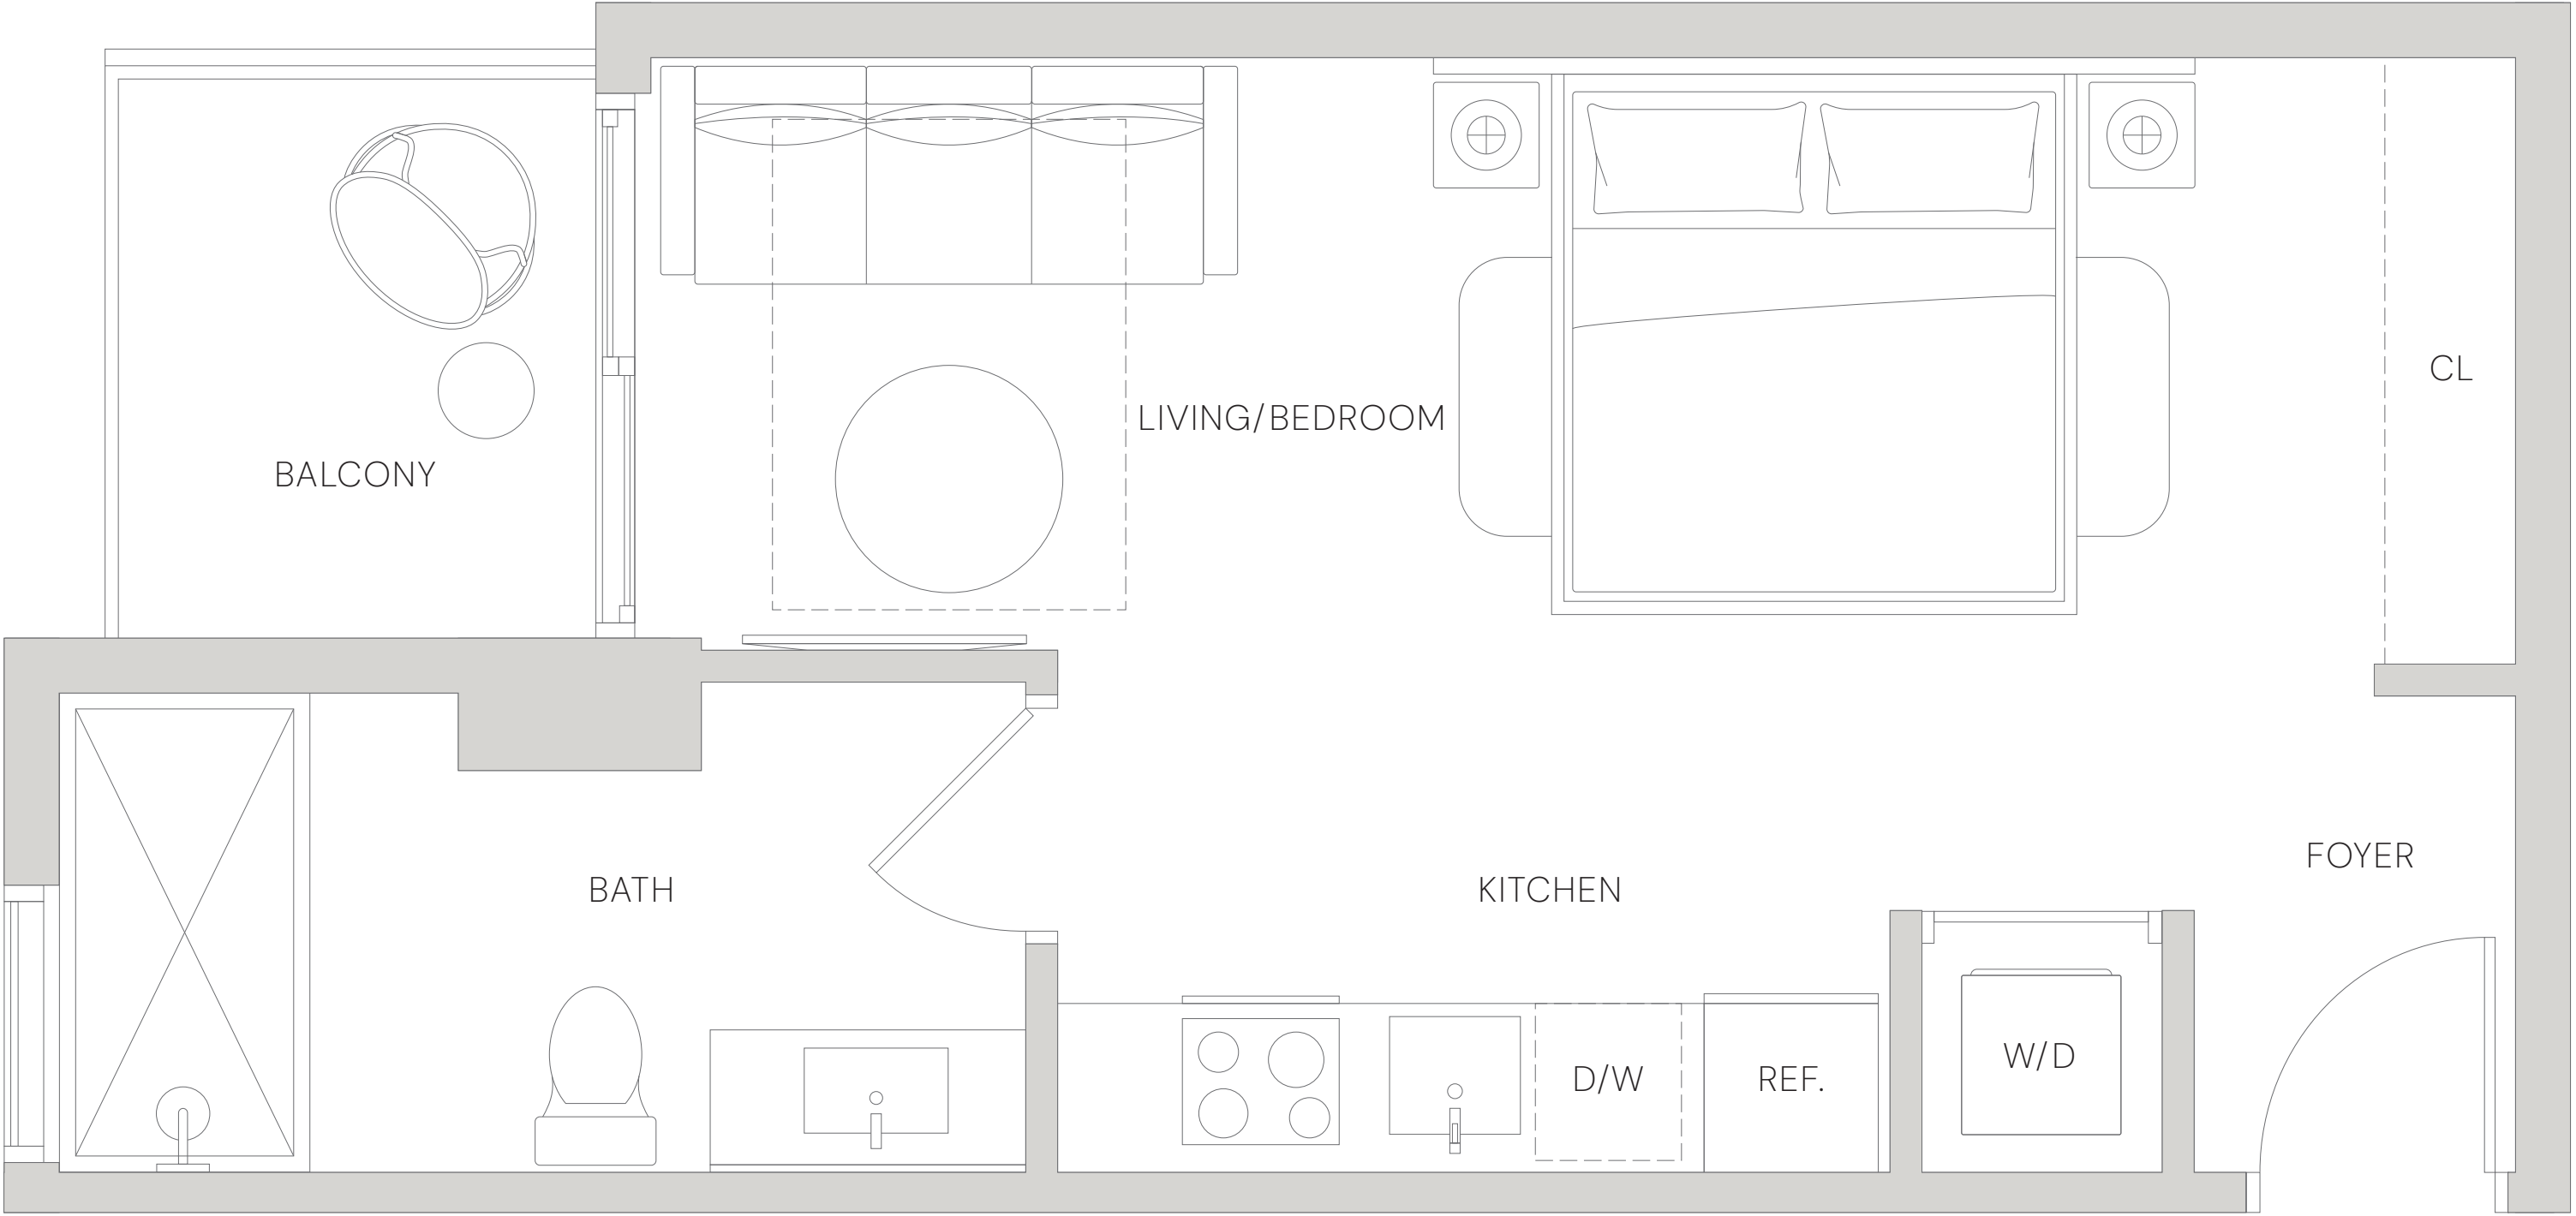 CL
LIVING/BEDROOM
BALCONY
FOYER
BATH
KITCHEN
W/D
D/W
REF.